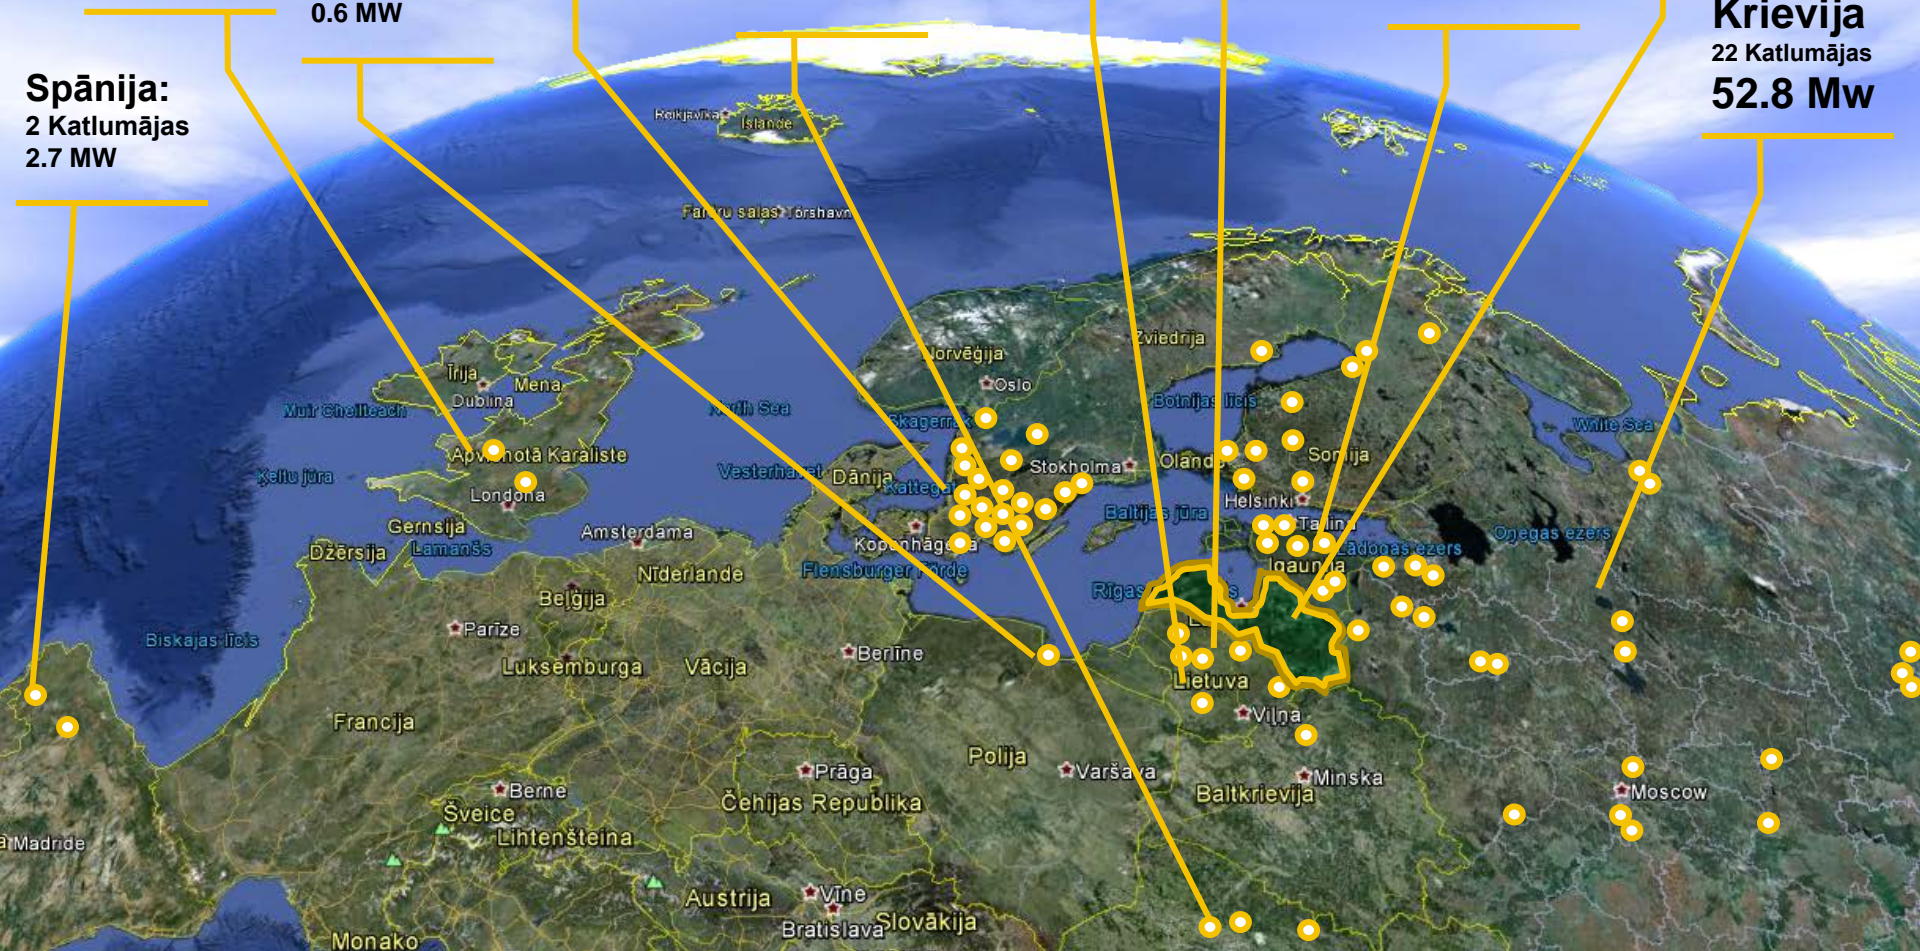 0.6 MW
Krievija
22 Katlumājas
52.8 Mw
Spānija:
2 Katlumājas
2.7 MW
Reikjavīka
Islande
Fārēru salas
Tórshavn
Norvēģija
Zviedrija
Oslo
Īrija
Mena
Dublina
Muir Cheilteach
North Sea
Skagerrak
Botnijas līcis
White Sea
Apvienotā Karaliste
Ķeltu jūra
Vesterhavet
Dānija
Kattegat
Stokholma
Olande
Somija
Londona
Helsinki
Baltijas jūra
Tallina
Gernsija
Amsterdama
Kopenhāgena
Lādogas ezers
Oņegas ezers
Džērsija
Lamanšs
Nīderlande
Flensburger Förde
Igaunija
Beļģija
Rīgas
Parīze
Biskajas līcis
Luksemburga
Vācija
Berlīne
Lietuva
Francija
Viļņa
Polija
Prāga
Varšava
Minska
Berne
Čehijas Republika
Baltkrievija
Moscow
Šveice
Lihtenšteina
Madride
Austrija
Vīne
Slovākija
Bratislava
Monako